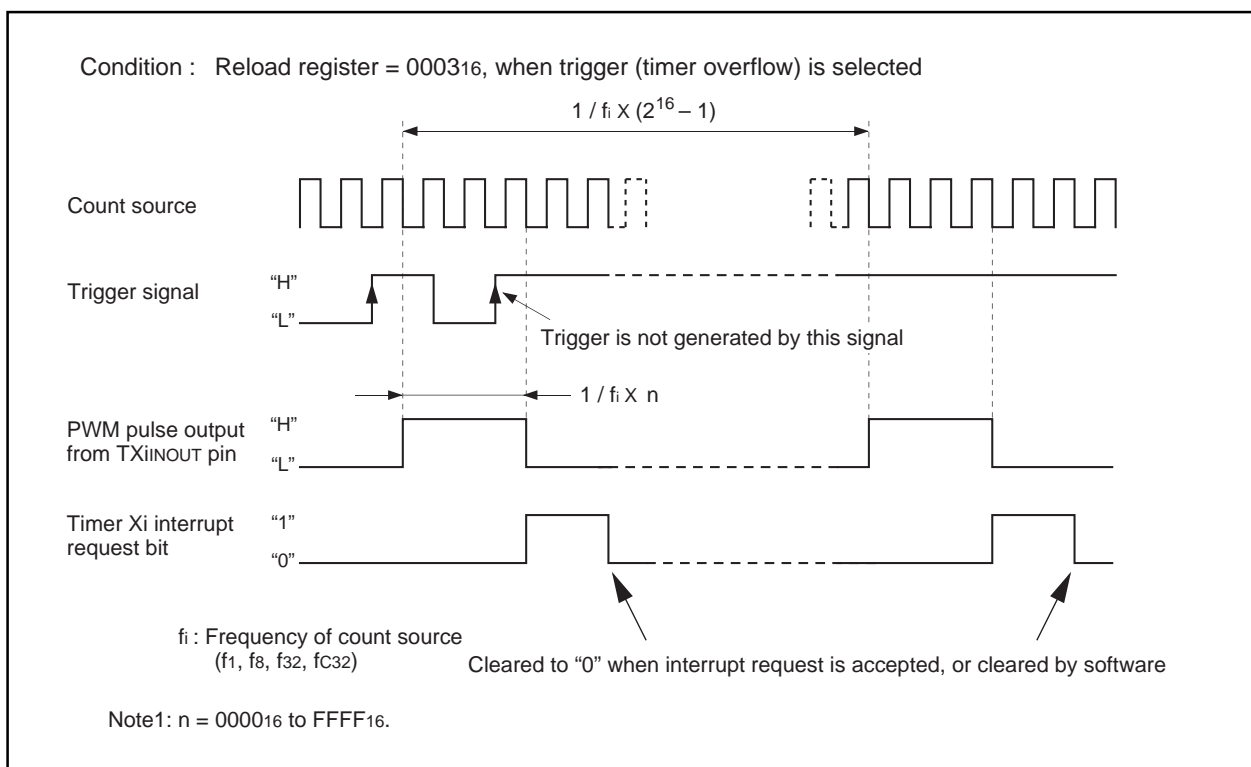 Condition : Reload register = 000316, when trigger (timer overflow) is selected
1 / fi X (2^16 – 1)
Count source
Trigger signal
“H”
“L”
Trigger is not generated by this signal
1 / fi X n
PWM pulse output
from TXiINOUT pin
“H”
“L”
Timer Xi interrupt
request bit
“1”
“0”
fi : Frequency of count source
(f1, f8, f32, fC32)
Cleared to “0” when interrupt request is accepted, or cleared by software
Note1: n = 000016 to FFFF16.